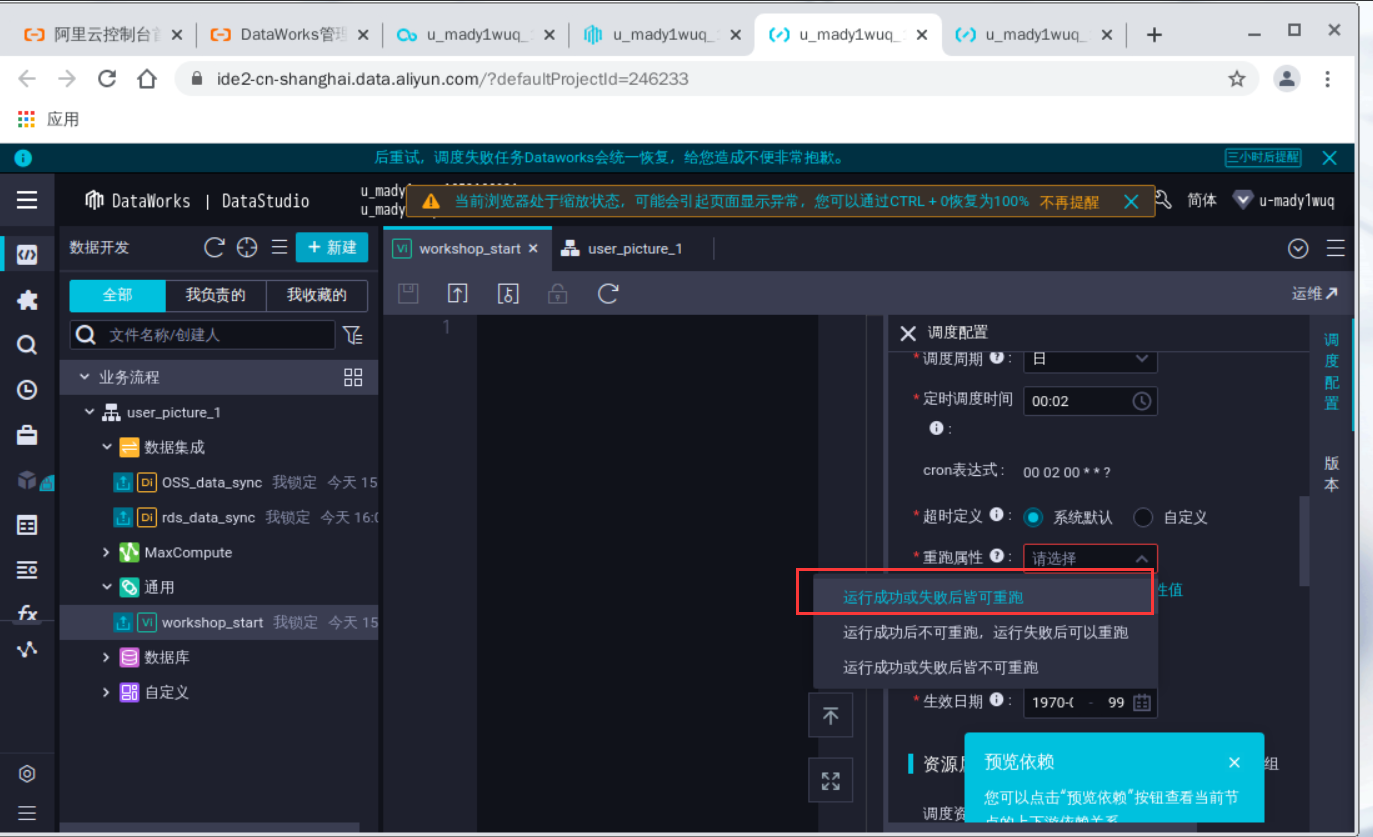 阿里云控制台
DataWorks管理
u_mady1wuq_
u_mady1wuq_
u_mady1wuq_
u_mady1wuq_
ide2-cn-shanghai.data.aliyun.com/?defaultProjectId=246233
应用
后重试，调度失败任务Dataworks会统一恢复，给您造成不便非常抱歉。
三小时后提醒
DataWorks | DataStudio
u_mady
u_mady
当前浏览器处于缩放状态，可能会引起页面显示异常，您可以通过CTRL + 0恢复为100% 不再提醒
简体
u-mady1wuq
数据开发
+ 新建
Vi workshop_start
user_picture_1
全部
我负责的
我收藏的
运维
文件名称/创建人
1
调度配置
调度配置
版本
业务流程
user_picture_1
数据集成
Di OSS_data_sync 我锁定 今天 15
Di rds_data_sync 我锁定 今天 16:0
MaxCompute
通用
Vi workshop_start 我锁定 今天 15
数据库
自定义
fx
*调度周期 ? : 日
*定时调度时间 : 00:02
cron表达式 : 00 02 00 * * ?
*超时定义 : 系统默认 自定义
*重跑属性 ? : 请选择
性值
运行成功或失败后皆可重跑
运行成功后不可重跑，运行失败后可以重跑
运行成功或失败后皆不可重跑
*生效日期 : 1970-0 - 99
资源属
组
调度资
预览依赖
您可以点击"预览依赖"按钮查看当前节
点的上下游依赖关系